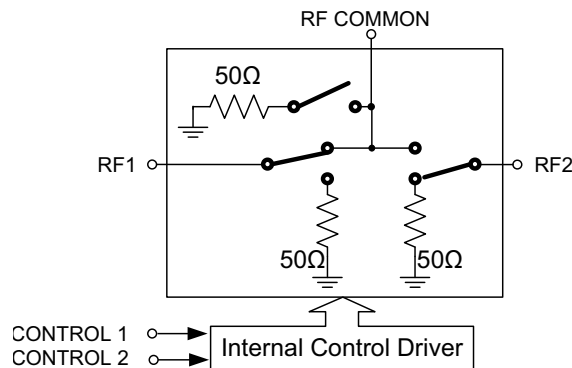 RF COMMON
50Ω
RF1
RF2
50Ω
50Ω
CONTROL 1
CONTROL 2
Internal Control Driver